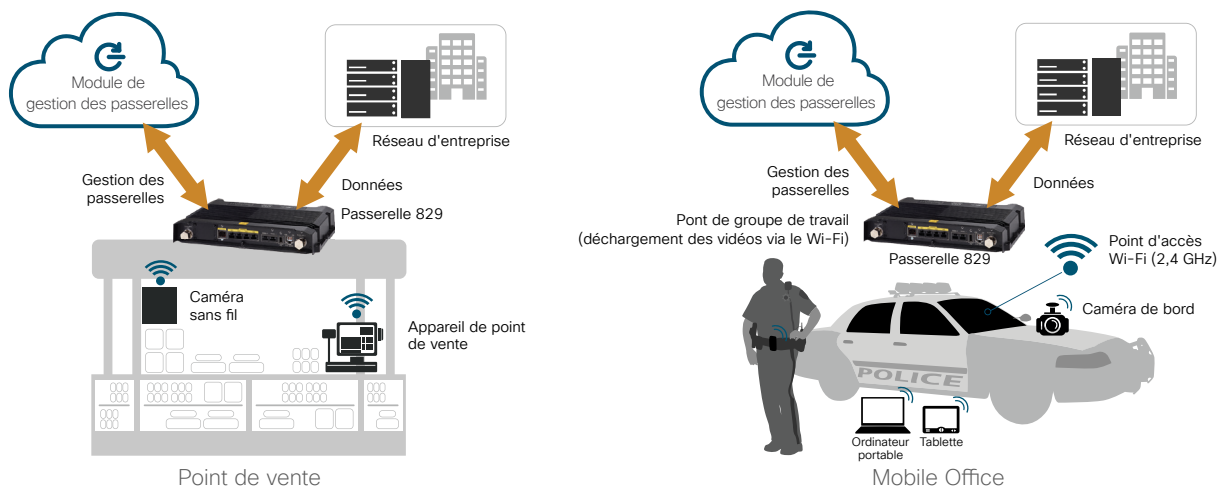 Module de
gestion des passerelles
Réseau d'entreprise
Gestion des
passerelles
Données
Passerelle 829
Caméra
sans fil
Appareil de point
de vente
Point de vente
Module de
gestion des passerelles
Réseau d'entreprise
Gestion des
passerelles
Données
Pont de groupe de travail
(déchargement des vidéos via le Wi-Fi)
Passerelle 829
Point d'accès
Wi-Fi (2,4 GHz)
Caméra de bord
POLICE
Ordinateur
portable
Tablette
Mobile Office